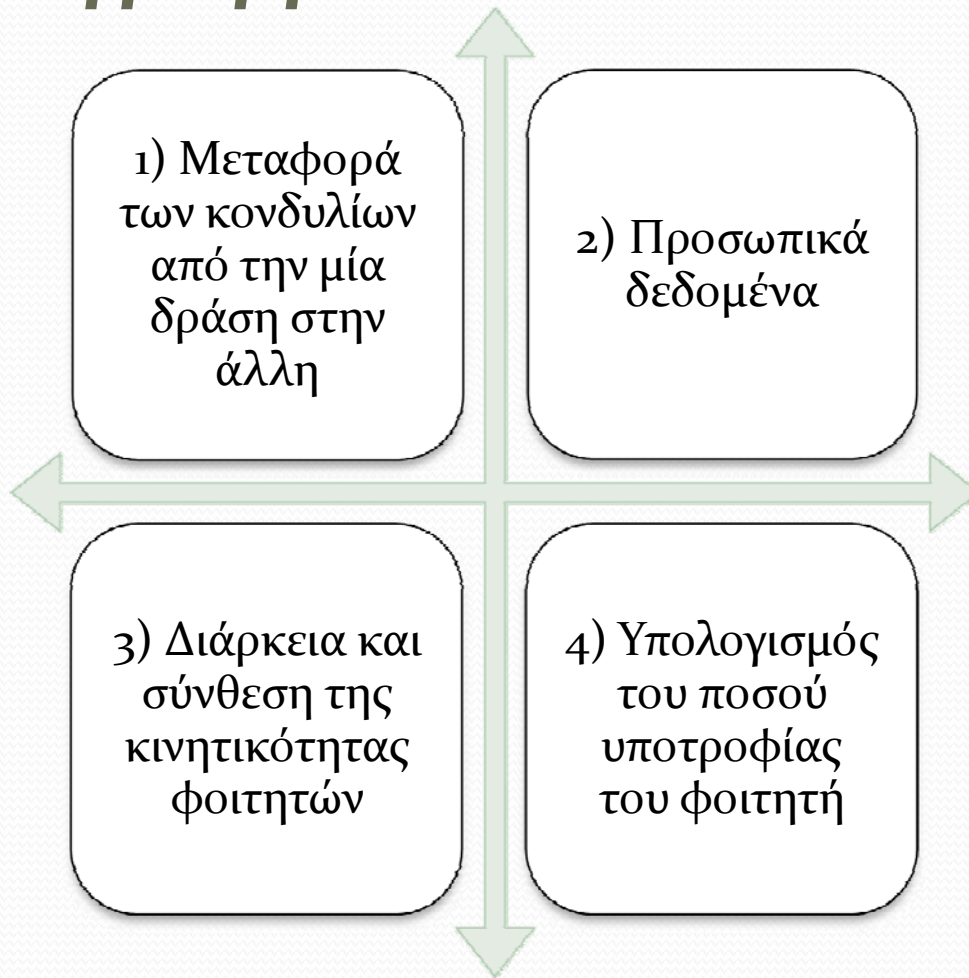 1) Μεταφορά
των κονδυλίων
από την μία
δράση στην
άλλη
2) Προσωπικά
δεδομένα
3) Διάρκεια και
σύνθεση της
κινητικότητας
φοιτητών
4) Υπολογισμός
του ποσού
υποτροφίας
του φοιτητή